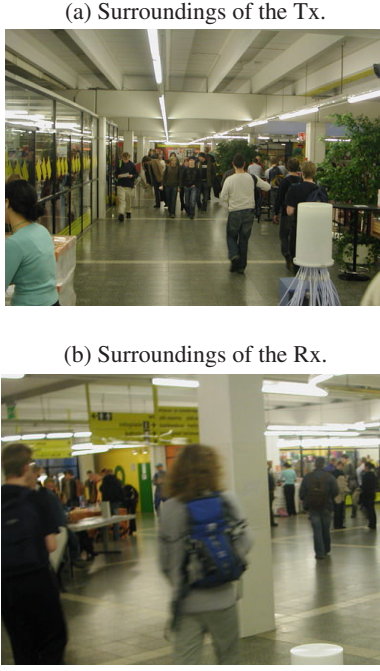 (a) Surroundings of the Tx.
(b) Surroundings of the Rx.